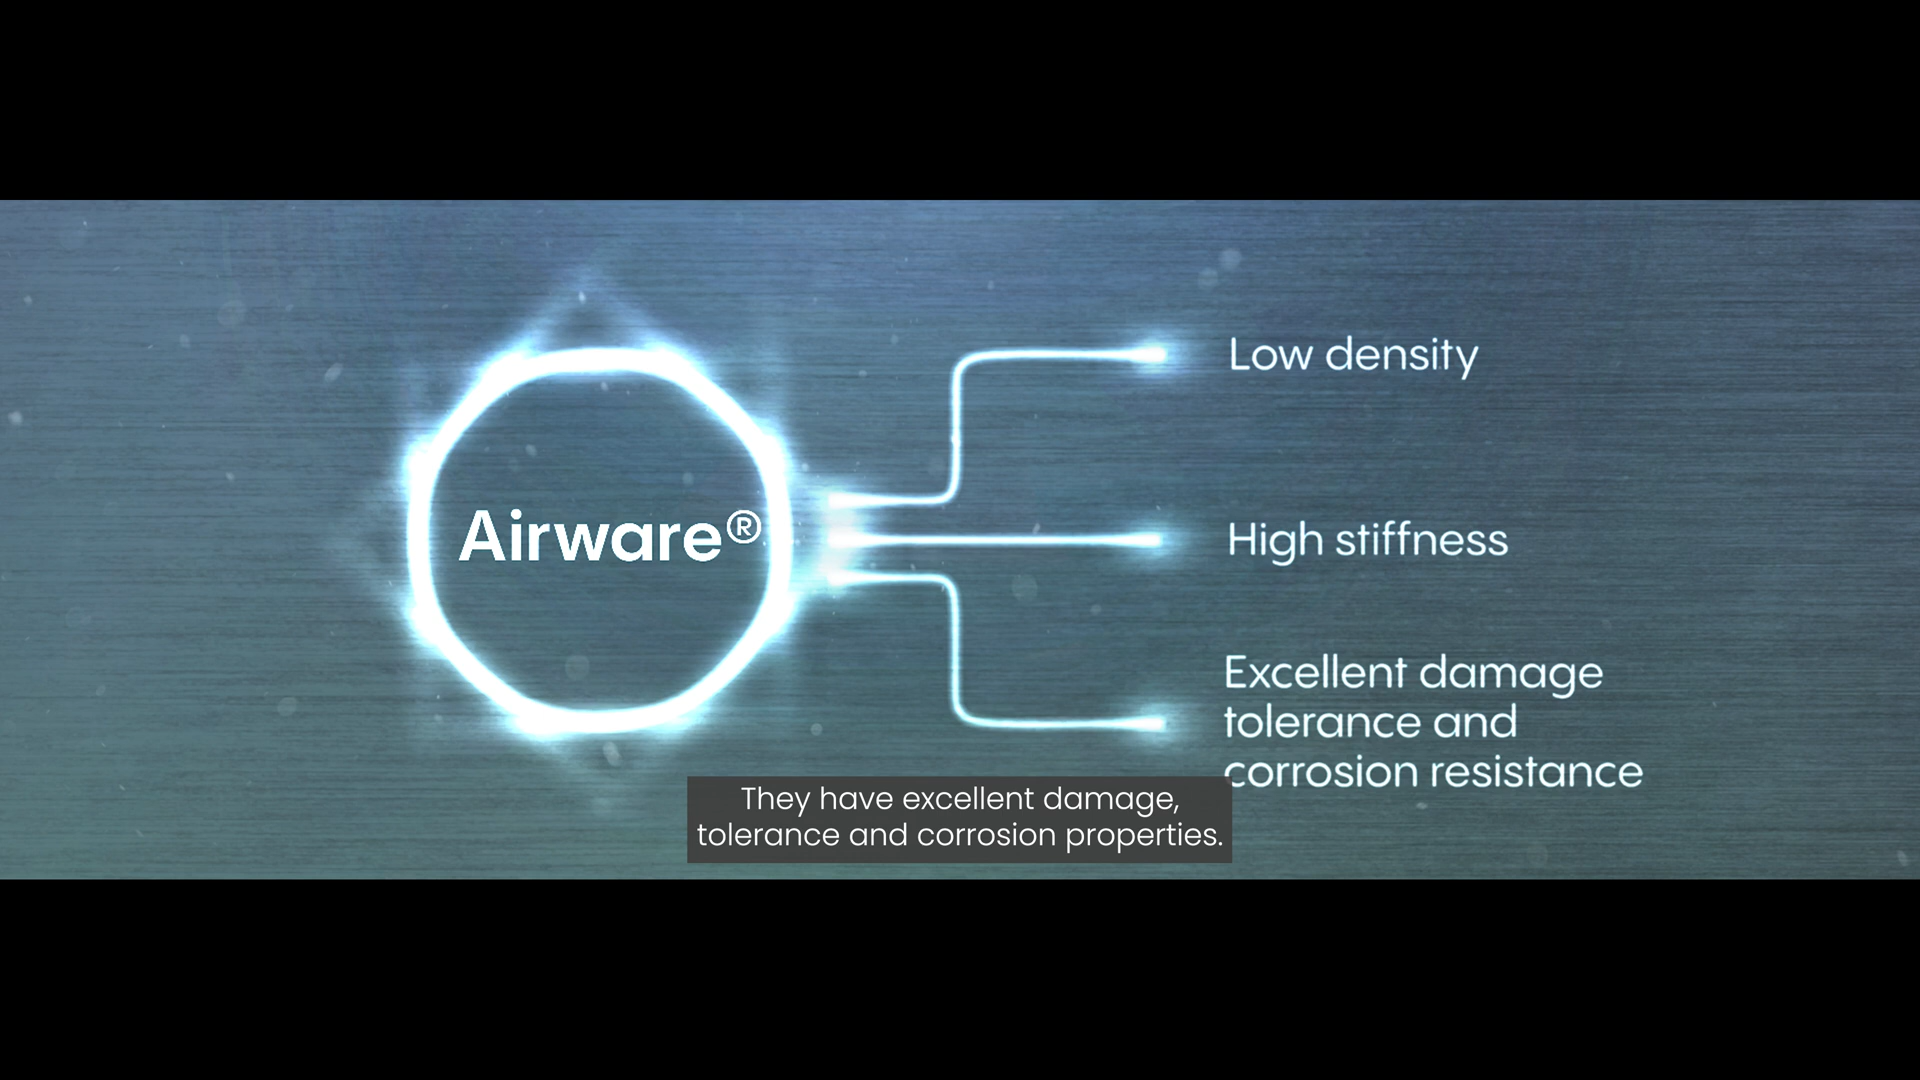 Airware®
Low density
High stiffness
Excellent damage
tolerance and
corrosion resistance
They have excellent damage,
tolerance and corrosion properties.